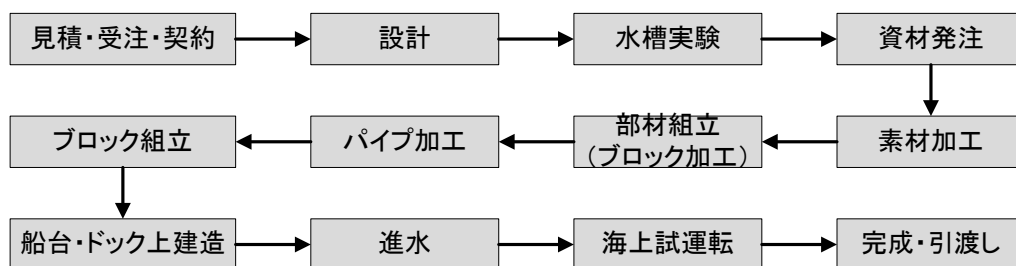 見積・受注・契約
設計
水槽実験
資材発注
素材加工
部材組立
（ブロック加工）
パイプ加工
ブロック組立
船台・ドック上建造
進水
海上試運転
完成・引渡し